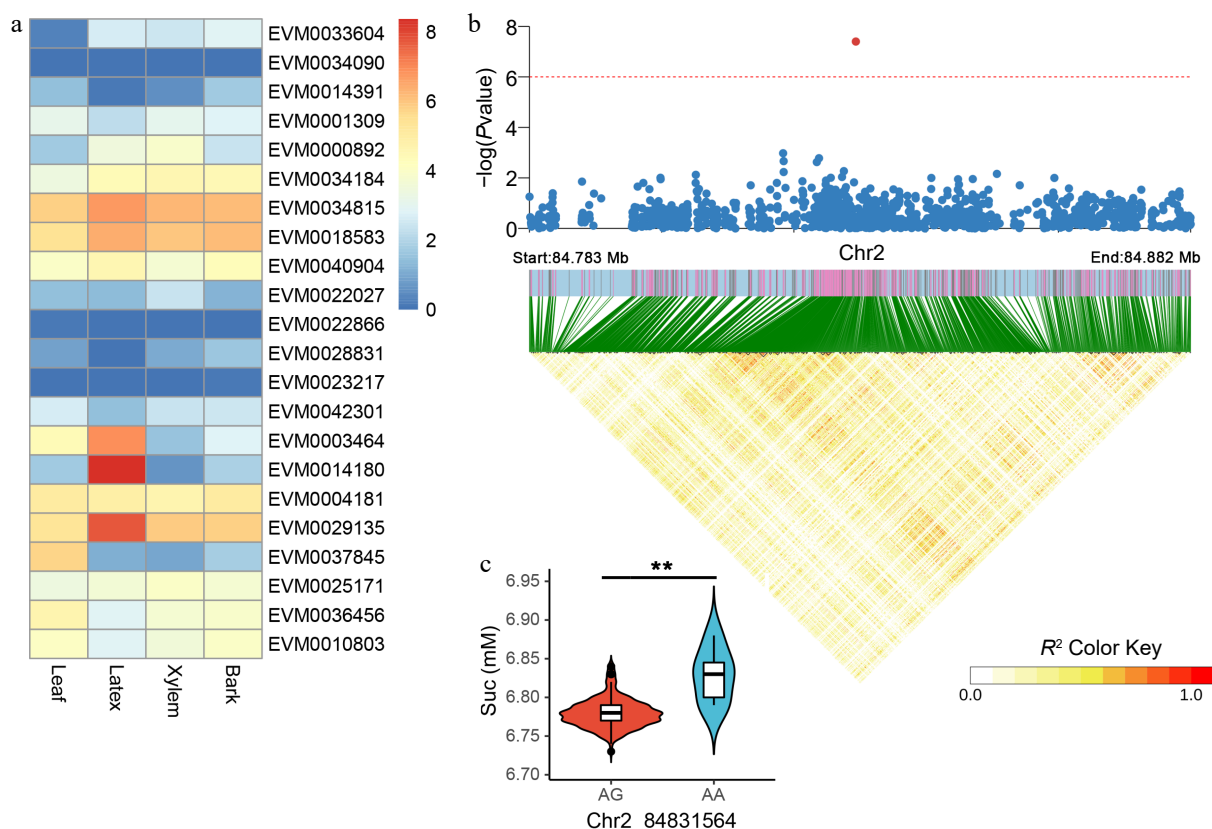 a
EVM0033604
EVM0034090
EVM0014391
EVM0001309
EVM0000892
EVM0034184
EVM0034815
EVM0018583
EVM0040904
EVM0022027
EVM0022866
EVM0028831
EVM0023217
EVM0042301
EVM0003464
EVM0014180
EVM0004181
EVM0029135
EVM0037845
EVM0025171
EVM0036456
EVM0010803
Leaf
Latex
Xylem
Bark
8
6
4
2
0
b
8
6
4
2
0
−log(Pvalue)
Chr2
Start:84.783 Mb
End:84.882 Mb
R² Color Key
0.0
1.0
c
**
6.95
6.90
6.85
6.80
6.75
6.70
Suc (mM)
AG
AA
Chr2 84831564